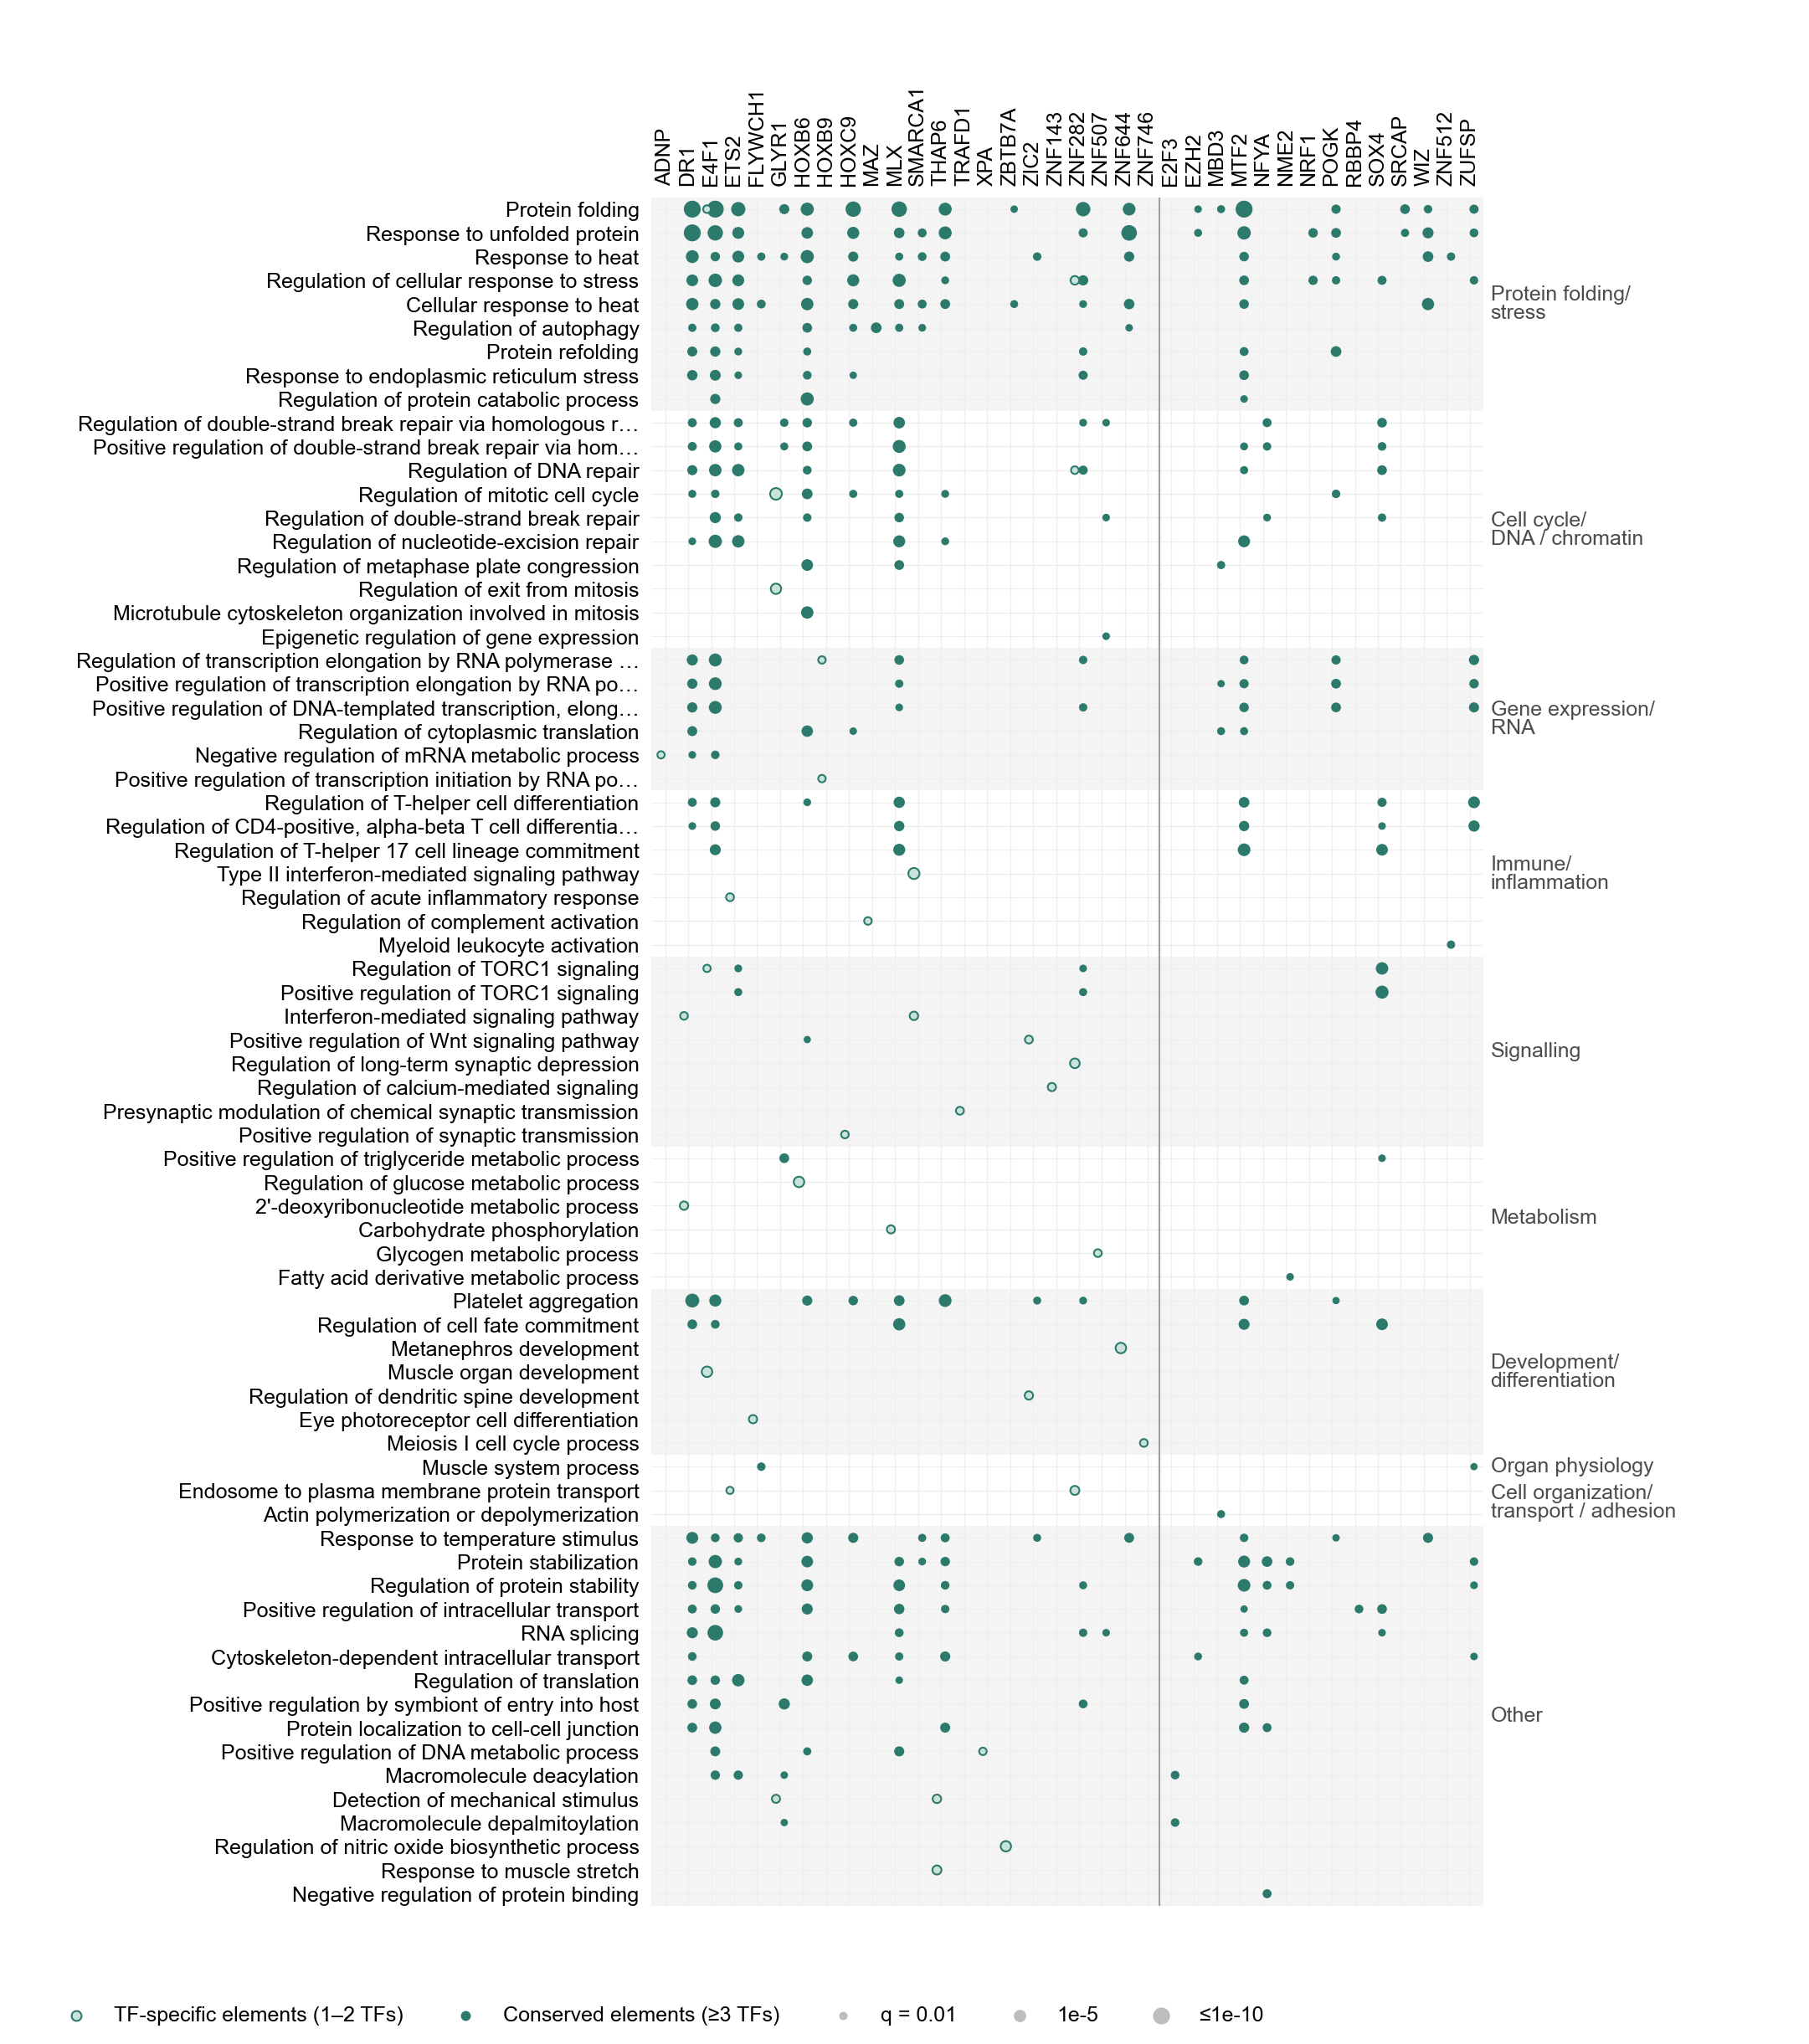 ADNP
DR1
E4F1
ETS2
FLYWCH1
GLYR1
HOXB6
HOXB9
HOXC9
MAZ
MLX
SMARCA1
THAP6
TRAFD1
XPA
ZBTB7A
ZIC2
ZNF143
ZNF282
ZNF507
ZNF644
ZNF746
E2F3
EZH2
MBD3
MTF2
NFYA
NME2
NRF1
POGK
RBBP4
SOX4
SRCAP
WIZ
ZNF512
ZUFSP
Protein folding
Response to unfolded protein
Response to heat
Regulation of cellular response to stress
Cellular response to heat
Regulation of autophagy
Protein refolding
Response to endoplasmic reticulum stress
Regulation of protein catabolic process
Protein folding/
stress
Regulation of double-strand break repair via homologous r…
Positive regulation of double-strand break repair via hom…
Regulation of DNA repair
Regulation of mitotic cell cycle
Regulation of double-strand break repair
Regulation of nucleotide-excision repair
Regulation of metaphase plate congression
Regulation of exit from mitosis
Microtubule cytoskeleton organization involved in mitosis
Epigenetic regulation of gene expression
Cell cycle/
DNA / chromatin
Regulation of transcription elongation by RNA polymerase …
Positive regulation of transcription elongation by RNA po…
Positive regulation of DNA-templated transcription, elong…
Regulation of cytoplasmic translation
Negative regulation of mRNA metabolic process
Positive regulation of transcription initiation by RNA po…
Gene expression/
RNA
Regulation of T-helper cell differentiation
Regulation of CD4-positive, alpha-beta T cell differentia…
Regulation of T-helper 17 cell lineage commitment
Type II interferon-mediated signaling pathway
Regulation of acute inflammatory response
Regulation of complement activation
Myeloid leukocyte activation
Immune/
inflammation
Regulation of TORC1 signaling
Positive regulation of TORC1 signaling
Interferon-mediated signaling pathway
Positive regulation of Wnt signaling pathway
Regulation of long-term synaptic depression
Regulation of calcium-mediated signaling
Presynaptic modulation of chemical synaptic transmission
Positive regulation of synaptic transmission
Signalling
Positive regulation of triglyceride metabolic process
Regulation of glucose metabolic process
2'-deoxyribonucleotide metabolic process
Carbohydrate phosphorylation
Glycogen metabolic process
Fatty acid derivative metabolic process
Metabolism
Platelet aggregation
Regulation of cell fate commitment
Metanephros development
Muscle organ development
Regulation of dendritic spine development
Eye photoreceptor cell differentiation
Meiosis I cell cycle process
Development/
differentiation
Muscle system process
Organ physiology
Endosome to plasma membrane protein transport
Actin polymerization or depolymerization
Cell organization/
transport / adhesion
Response to temperature stimulus
Protein stabilization
Regulation of protein stability
Positive regulation of intracellular transport
RNA splicing
Cytoskeleton-dependent intracellular transport
Regulation of translation
Positive regulation by symbiont of entry into host
Protein localization to cell-cell junction
Positive regulation of DNA metabolic process
Macromolecule deacylation
Detection of mechanical stimulus
Macromolecule depalmitoylation
Regulation of nitric oxide biosynthetic process
Response to muscle stretch
Negative regulation of protein binding
Other
TF-specific elements (1–2 TFs)
Conserved elements (≥3 TFs)
q = 0.01
1e-5
≤1e-10